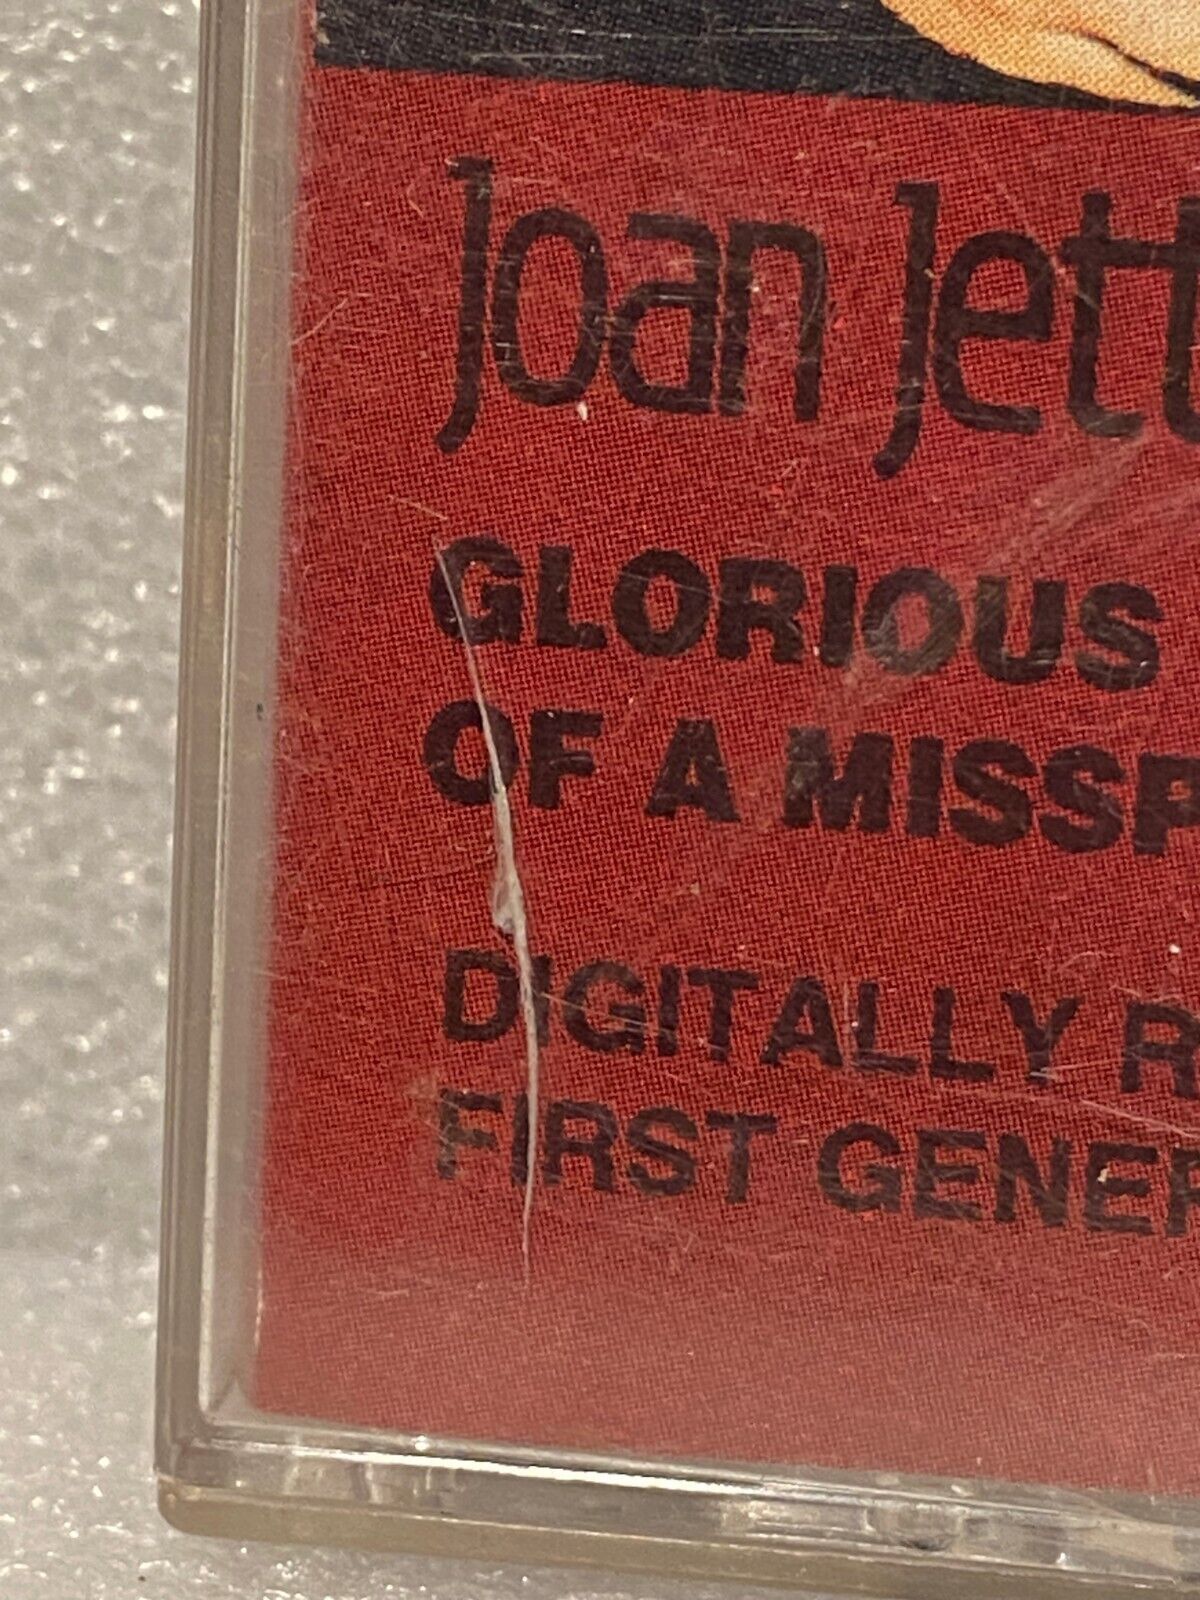 Joan Jett
GLORIOUS
OF A MISSP
DIGITALLY R
FIRST GENER